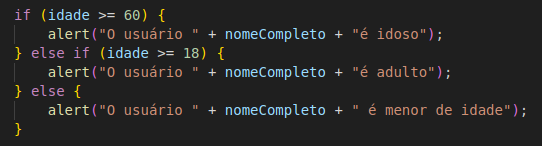 if (idade >= 60) {
    alert("O usuário " + nomeCompleto + "é idoso");
} else if (idade >= 18) {
    alert("O usuário " + nomeCompleto + "é adulto");
} else {
    alert("O usuário " + nomeCompleto + " é menor de idade");
}